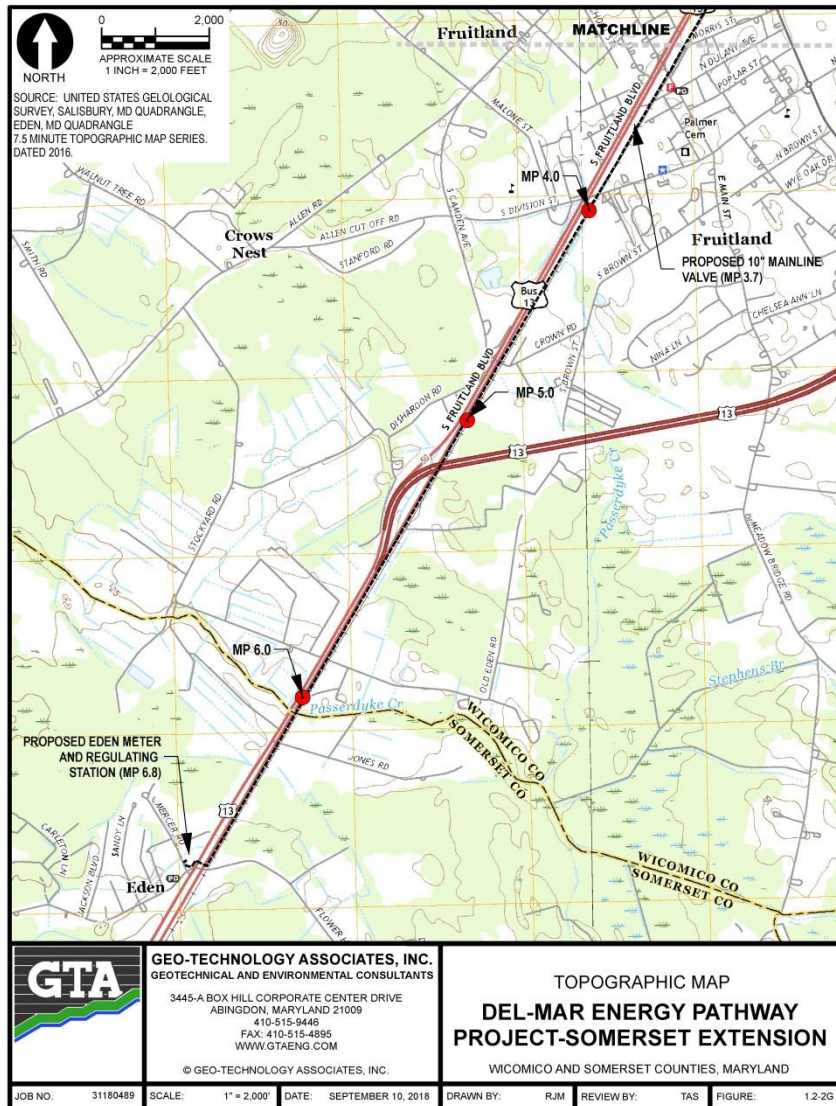 0 2,000
APPROXIMATE SCALE
1 INCH = 2,000 FEET
NORTH
SOURCE: UNITED STATES GELOLOGICAL
SURVEY, SALISBURY, MD QUADRANGLE,
EDEN, MD QUADRANGLE
7.5 MINUTE TOPOGRAPHIC MAP SERIES.
DATED 2016.
Fruitland
MATCHLINE
MORRIS ST
N DULANY AVE
POPLAR ST
PO
F
MALONE ST
S FRUITLAND BLVD
Palmer
Cem
N BROWN ST
WYE OAK DR
MP 4.0
WALNUT TREE RD
ALLEN RD
S CAMDEN AVE
S DIVISION ST
E MAIN ST
ALLEN CUT OFF RD
SMITH RD
Crows
Nest
STANFORD RD
Fruitland
PROPOSED 10" MAINLINE
VALVE (MP 3.7)
S BROWN ST
Bus
13
CHELSEA ANN LN
CROWN RD
NINA LN
S BROWN ST
S FRUITLAND BLVD
DISHAROON RD
MP 5.0
13
13
50
Passerdyke Cr
STOCKYARD RD
MEADOW BRIDGE RD
25
MP 6.0
OLD EDEN RD
Stephens Br
Passerdyke Cr
WICOMICO CO
SOMERSET CO
PROPOSED EDEN METER
AND REGULATING
STATION (MP 6.8)
JONES RD
13
MERCER RD
SANDY LN
CARLETON LN
JACKSON BLVD
Eden
PO
25
WICOMICO CO
SOMERSET CO
GTA
GEO-TECHNOLOGY ASSOCIATES, INC.
GEOTECHNICAL AND ENVIRONMENTAL CONSULTANTS
3445-A BOX HILL CORPORATE CENTER DRIVE
ABINGDON, MARYLAND 21009
410-515-9446
FAX: 410-515-4895
WWW.GTAENG.COM
© GEO-TECHNOLOGY ASSOCIATES, INC.
TOPOGRAPHIC MAP
DEL-MAR ENERGY PATHWAY
PROJECT-SOMERSET EXTENSION
WICOMICO AND SOMERSET COUNTIES, MARYLAND
JOB NO. 31180489 SCALE: 1" = 2,000' DATE: SEPTEMBER 10, 2018 DRAWN BY: RJM REVIEW BY: TAS FIGURE: 1.2-2G